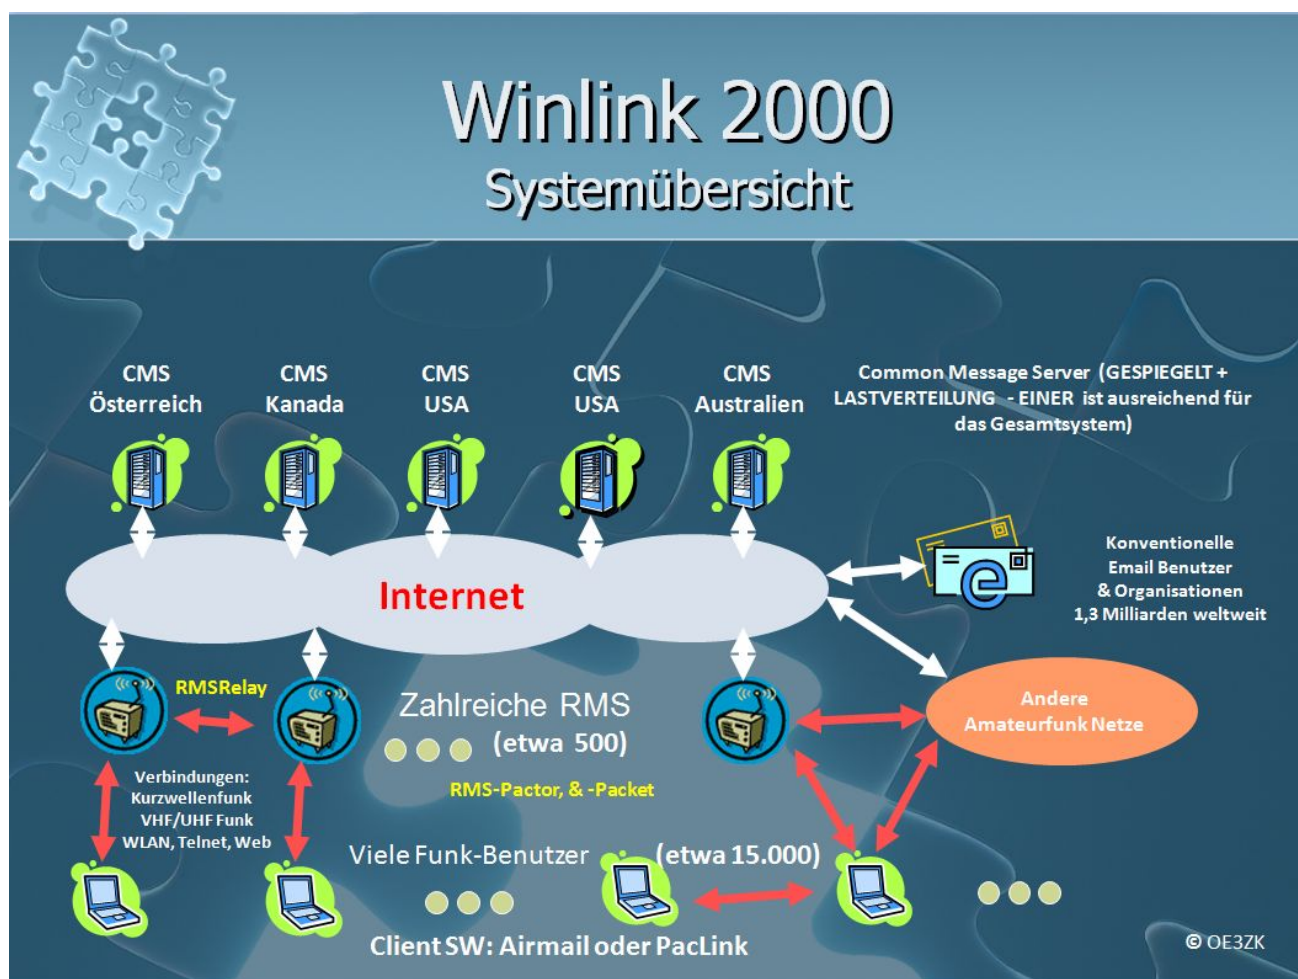 Winlink 2000
Systemübersicht
CMS
Österreich
CMS
Kanada
CMS
USA
CMS
USA
CMS
Australien
Common Message Server (GESPIEGELT +
LASTVERTEILUNG - EINER ist ausreichend für
das Gesamtsystem)
Internet
Konventionelle
Email Benutzer
& Organisationen
1,3 Milliarden weltweit
RMSRelay
Zahlreiche RMS
(etwa 500)
Andere
Amateurfunk Netze
Verbindungen:
Kurzwellenfunk
VHF/UHF Funk
WLAN, Telnet, Web
RMS-Pactor, & -Packet
Viele Funk-Benutzer (etwa 15.000)
Client SW: Airmail oder PacLink
© OE3ZK